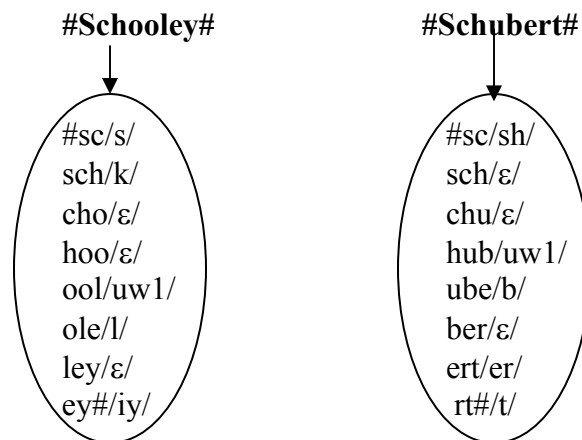 #Schooley#
#sc/s/
sch/k/
cho/ε/
hoo/ε/
ool/uw1/
ole/l/
ley/ε/
ey#/iy/
#Schubert#
#sc/sh/
sch/ε/
chu/ε/
hub/uw1/
ube/b/
ber/ε/
ert/er/
rt#/t/